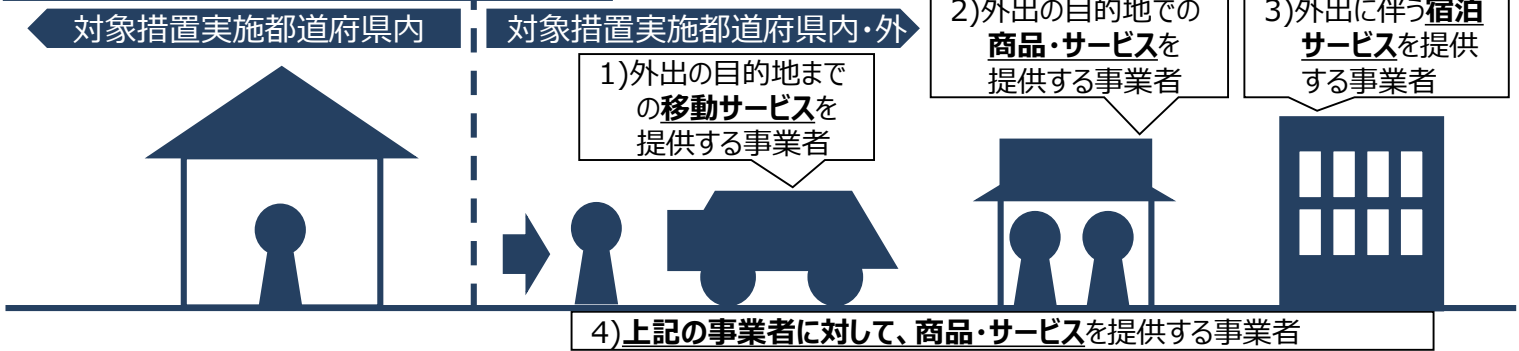 対象措置実施都道府県内
対象措置実施都道府県内・外
1)外出の目的地まで
の移動サービスを
提供する事業者
2)外出の目的地での
商品・サービスを
提供する事業者
3)外出に伴う宿泊
サービスを提供
する事業者
4)上記の事業者に対して、商品・サービスを提供する事業者